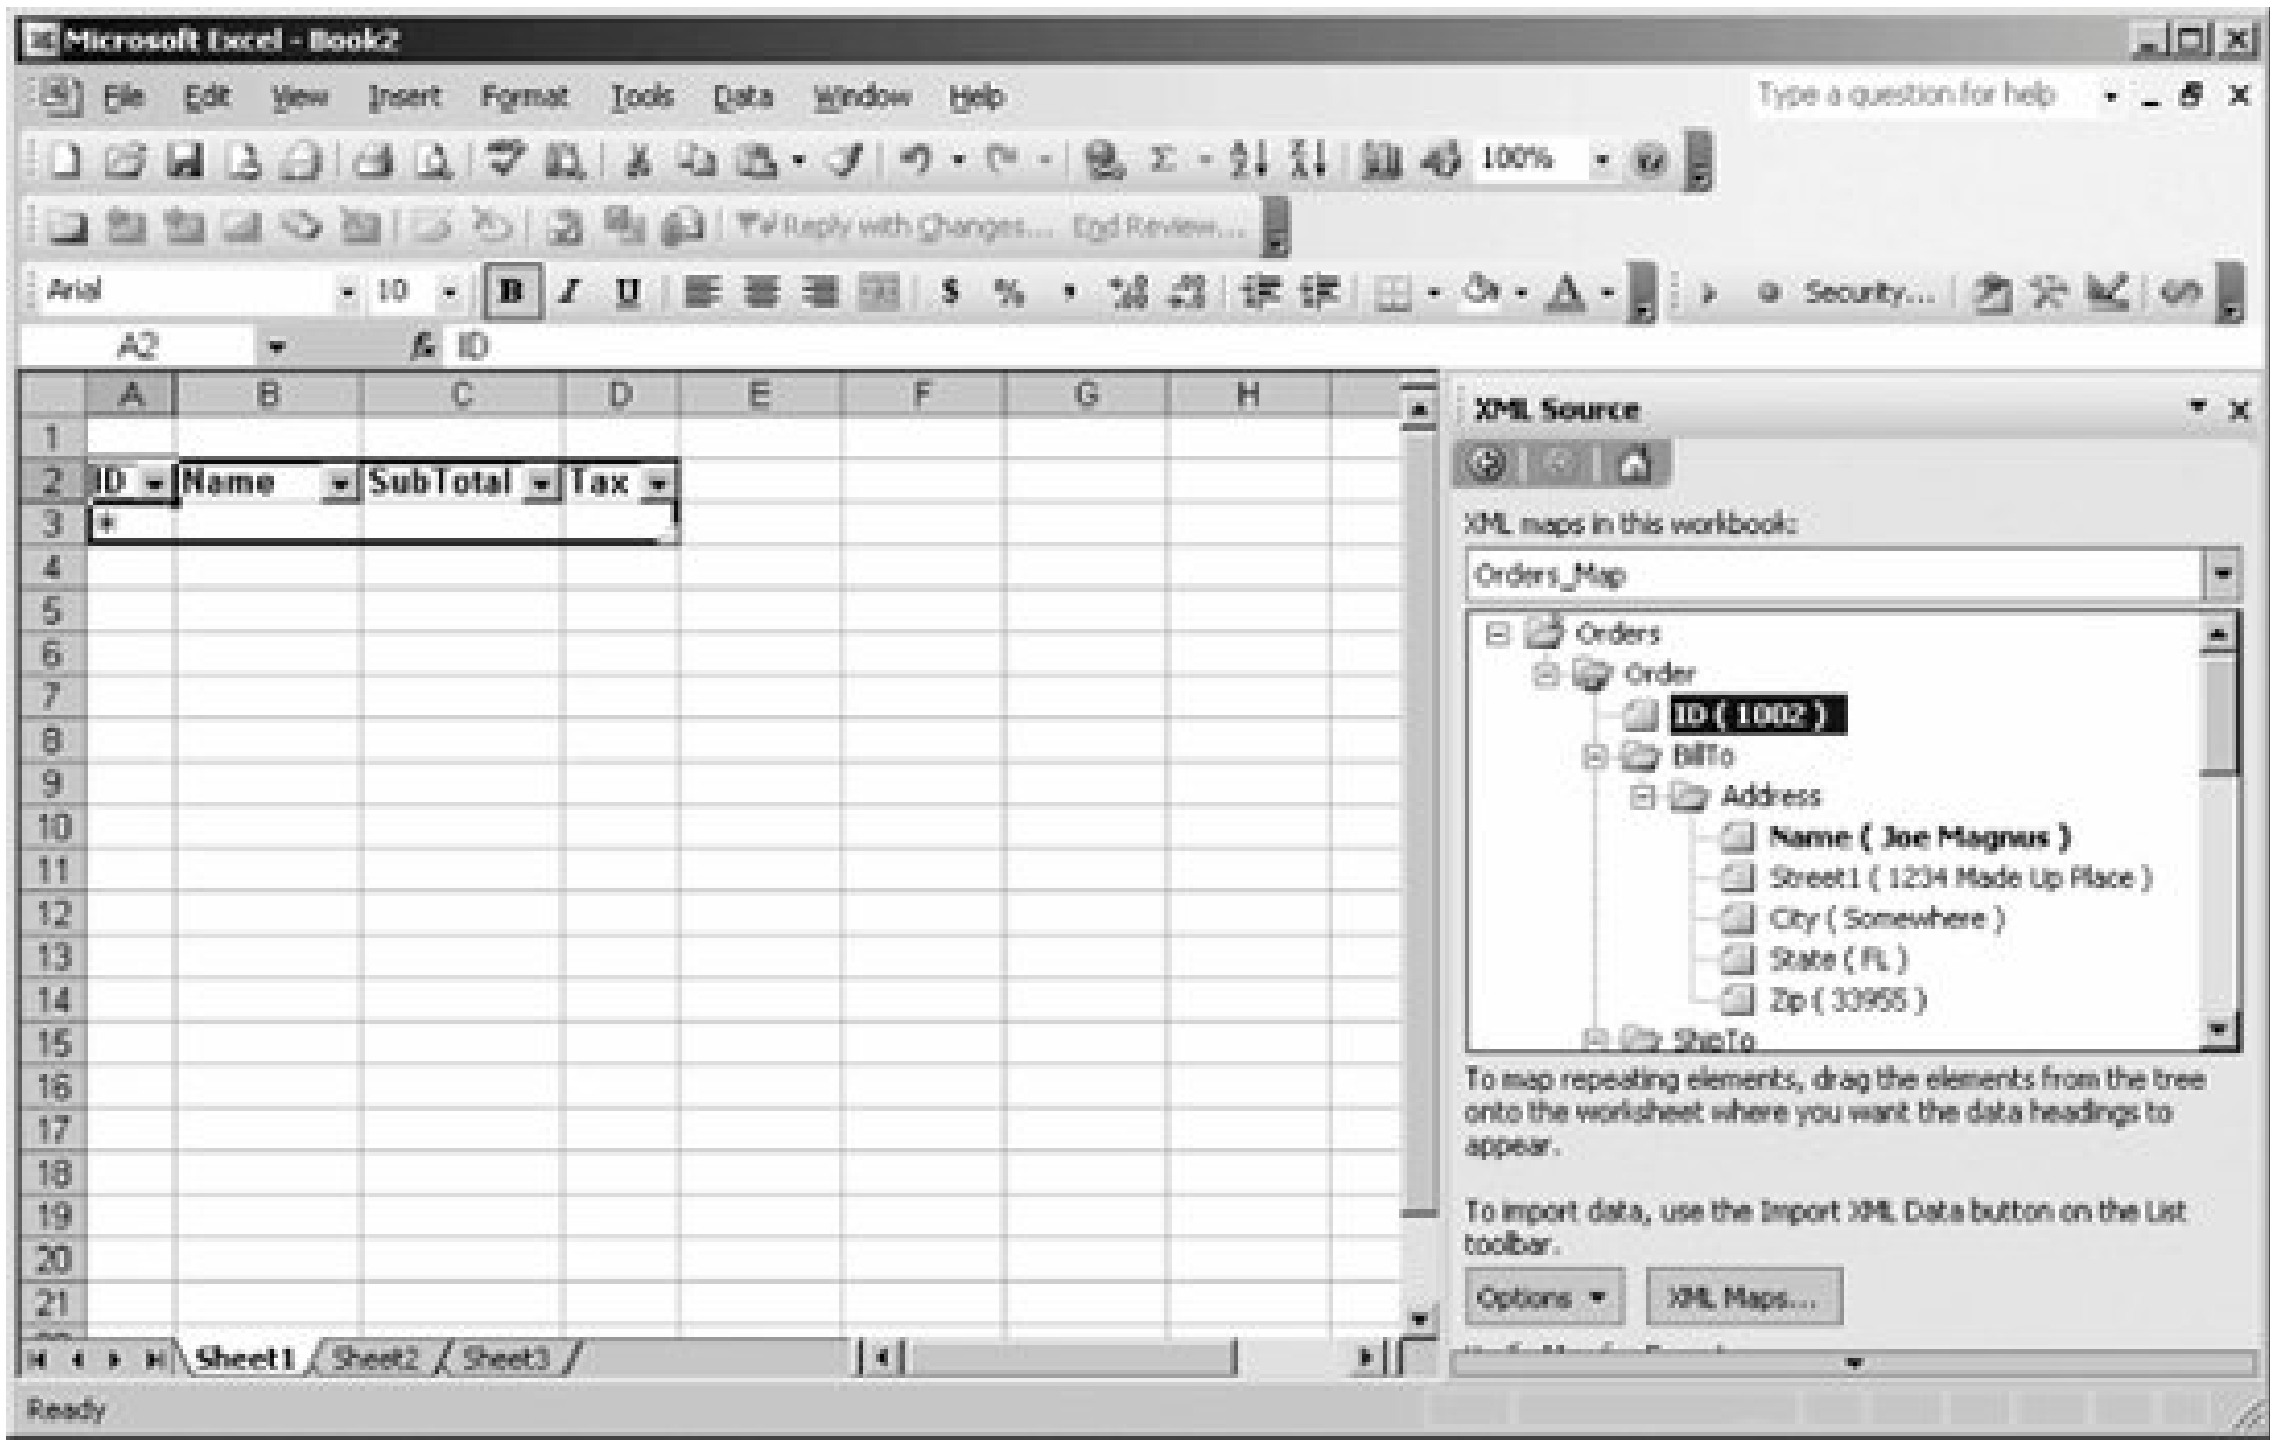 Microsoft Excel - Book2
File Edit View Insert Format Tools Data Window Help Type a question for help
100%
Reply with Changes... End Review...
Arial 10 B I U $ % , A Security...
A2 fx ID
A B C D E F G H
1
2 ID Name SubTotal Tax
3 *
4
5
6
7
8
9
10
11
12
13
14
15
16
17
18
19
20
21
Sheet1 Sheet2 Sheet3
Ready
XML Source
XML maps in this workbook:
Orders_Map
Orders
Order
ID ( 1002 )
BillTo
Address
Name ( Joe Magnus )
Street1 ( 1234 Made Up Place )
City ( Somewhere )
State ( FL )
Zip ( 33955 )
ShipTo
To map repeating elements, drag the elements from the tree
onto the worksheet where you want the data headings to
appear.
To import data, use the Import XML Data button on the List
toolbar.
Options XML Maps...